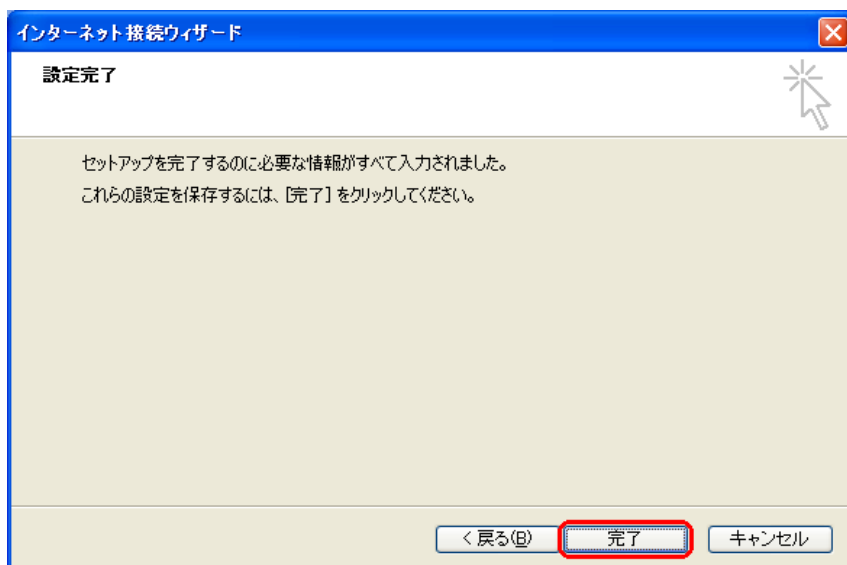 インターネット接続ウィザード
設定完了
セットアップを完了するのに必要な情報がすべて入力されました。
これらの設定を保存するには、[完了] をクリックしてください。
< 戻る(B)
完了
キャンセル